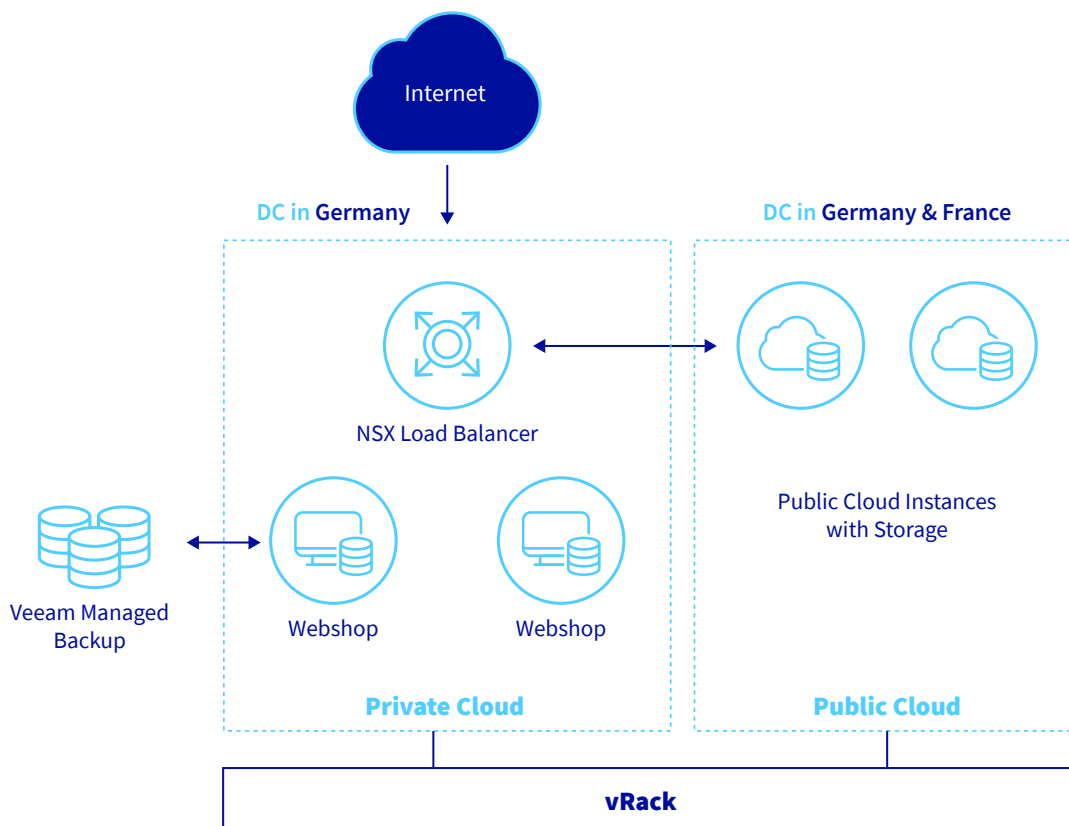 Internet
DC in Germany
DC in Germany & France
NSX Load Balancer
Public Cloud Instances
with Storage
Veeam Managed
Backup
Webshop
Webshop
Private Cloud
Public Cloud
vRack